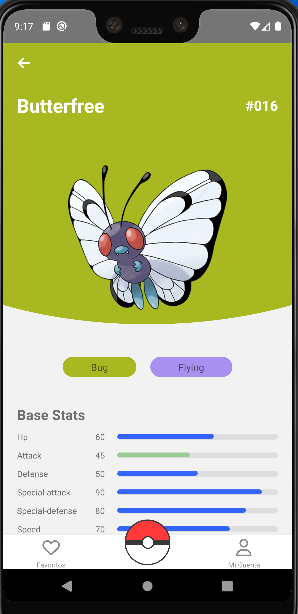 9:17
Butterfree #016
Bug Flying
Base Stats
Hp 60
Attack 45
Defense 50
Special-attack 90
Special-defense 80
Speed 70
Favoritos Mi Cuenta